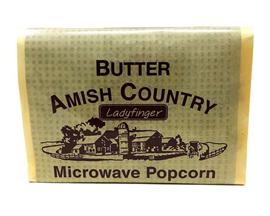 BUTTER
AMISH COUNTRY
Ladyfinger
Microwave Popcorn